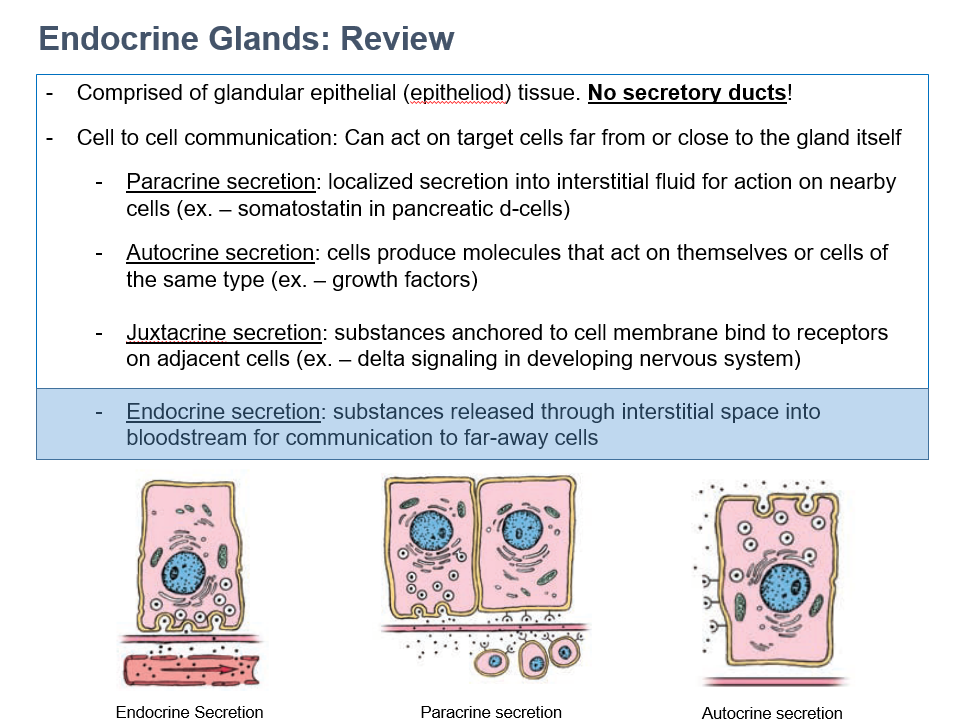 Endocrine Glands: Review
- Comprised of glandular epithelial (epitheliod) tissue. No secretory ducts!
- Cell to cell communication: Can act on target cells far from or close to the gland itself
- Paracrine secretion: localized secretion into interstitial fluid for action on nearby
cells (ex. – somatostatin in pancreatic d-cells)
- Autocrine secretion: cells produce molecules that act on themselves or cells of
the same type (ex. – growth factors)
- Juxtacrine secretion: substances anchored to cell membrane bind to receptors
on adjacent cells (ex. – delta signaling in developing nervous system)
- Endocrine secretion: substances released through interstitial space into
bloodstream for communication to far-away cells
Endocrine Secretion
Paracrine secretion
Autocrine secretion